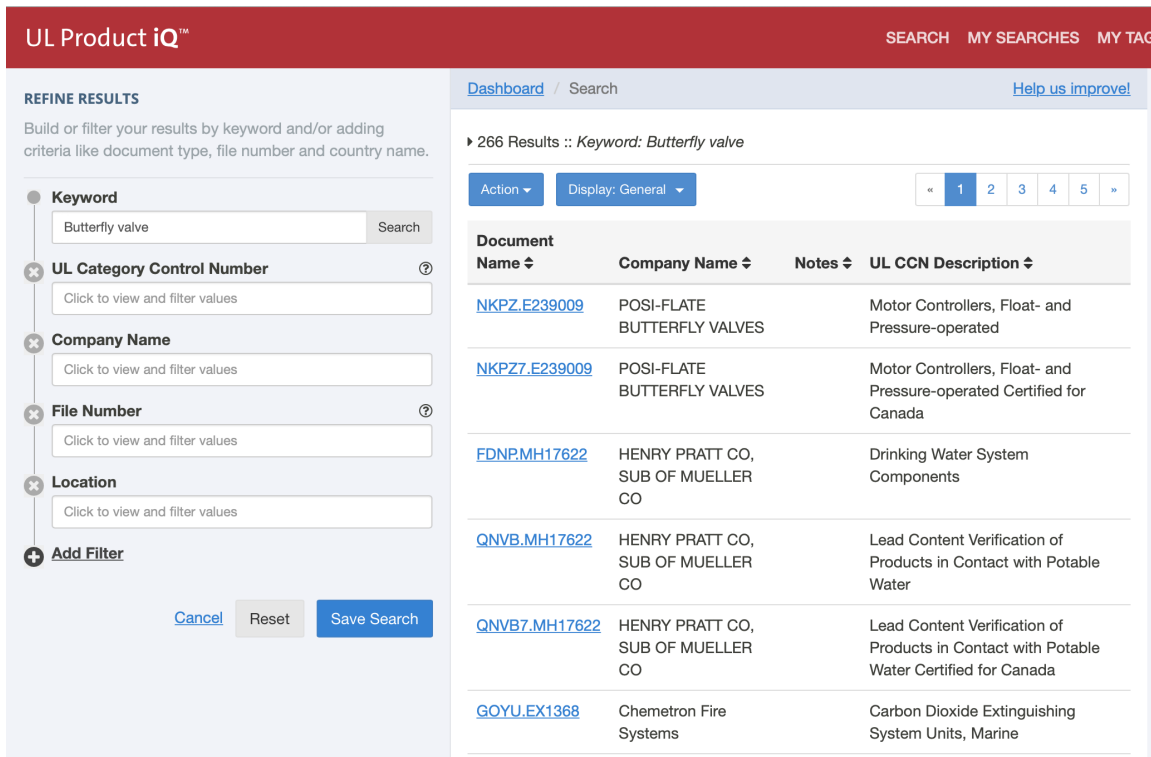 UL Product iQ™
SEARCH MY SEARCHES MY TAG
REFINE RESULTS
Build or filter your results by keyword and/or adding
criteria like document type, file number and country name.
Keyword
Butterfly valve
Search
UL Category Control Number
Click to view and filter values
Company Name
Click to view and filter values
File Number
Click to view and filter values
Location
Click to view and filter values
Add Filter
Cancel Reset Save Search
Dashboard / Search
Help us improve!
266 Results :: Keyword: Butterfly valve
Action Display: General
« 1 2 3 4 5 »
Document
Name Company Name Notes UL CCN Description
NKPZ.E239009 POSI-FLATE Motor Controllers, Float- and
BUTTERFLY VALVES Pressure-operated
NKPZ7.E239009 POSI-FLATE Motor Controllers, Float- and
BUTTERFLY VALVES Pressure-operated Certified for
Canada
FDNP.MH17622 HENRY PRATT CO, Drinking Water System
SUB OF MUELLER Components
CO
QNVB.MH17622 HENRY PRATT CO, Lead Content Verification of
SUB OF MUELLER Products in Contact with Potable
CO Water
QNVB7.MH17622 HENRY PRATT CO, Lead Content Verification of
SUB OF MUELLER Products in Contact with Potable
CO Water Certified for Canada
GOYU.EX1368 Chemetron Fire Carbon Dioxide Extinguishing
Systems System Units, Marine